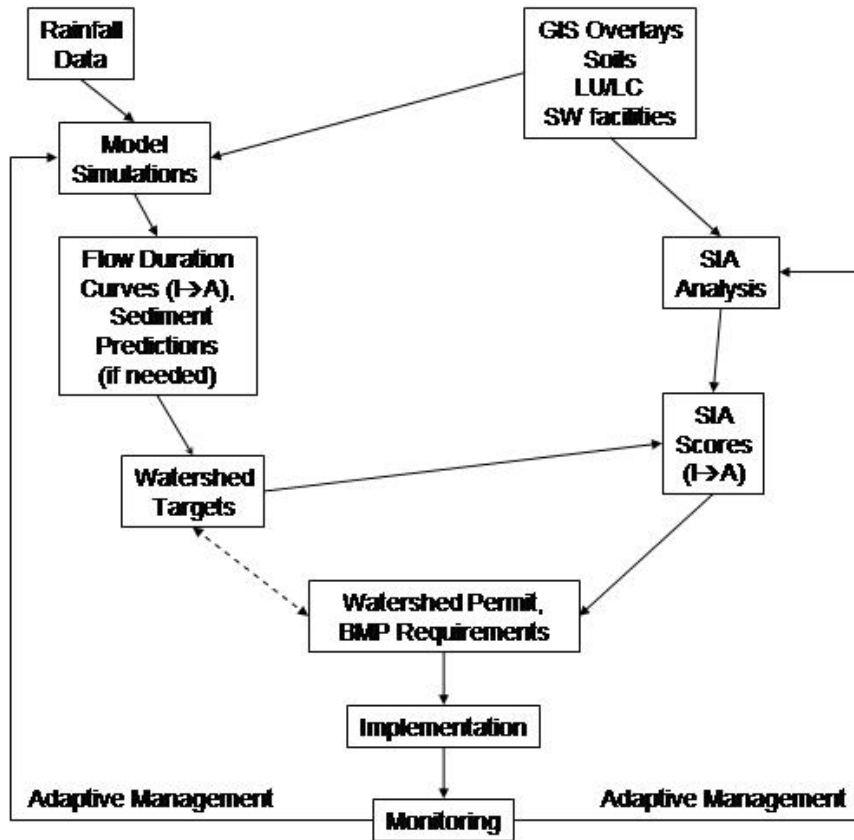 Rainfall
Data
GIS Overlays
Soils
LU/LC
SW facilities
Model
Simulations
Flow Duration
Curves (I→A),
Sediment
Predictions
(if needed)
SIA
Analysis
SIA
Scores
(I→A)
Watershed
Targets
Watershed Permit,
BMP Requirements
Implementation
Adaptive Management
Monitoring
Adaptive Management